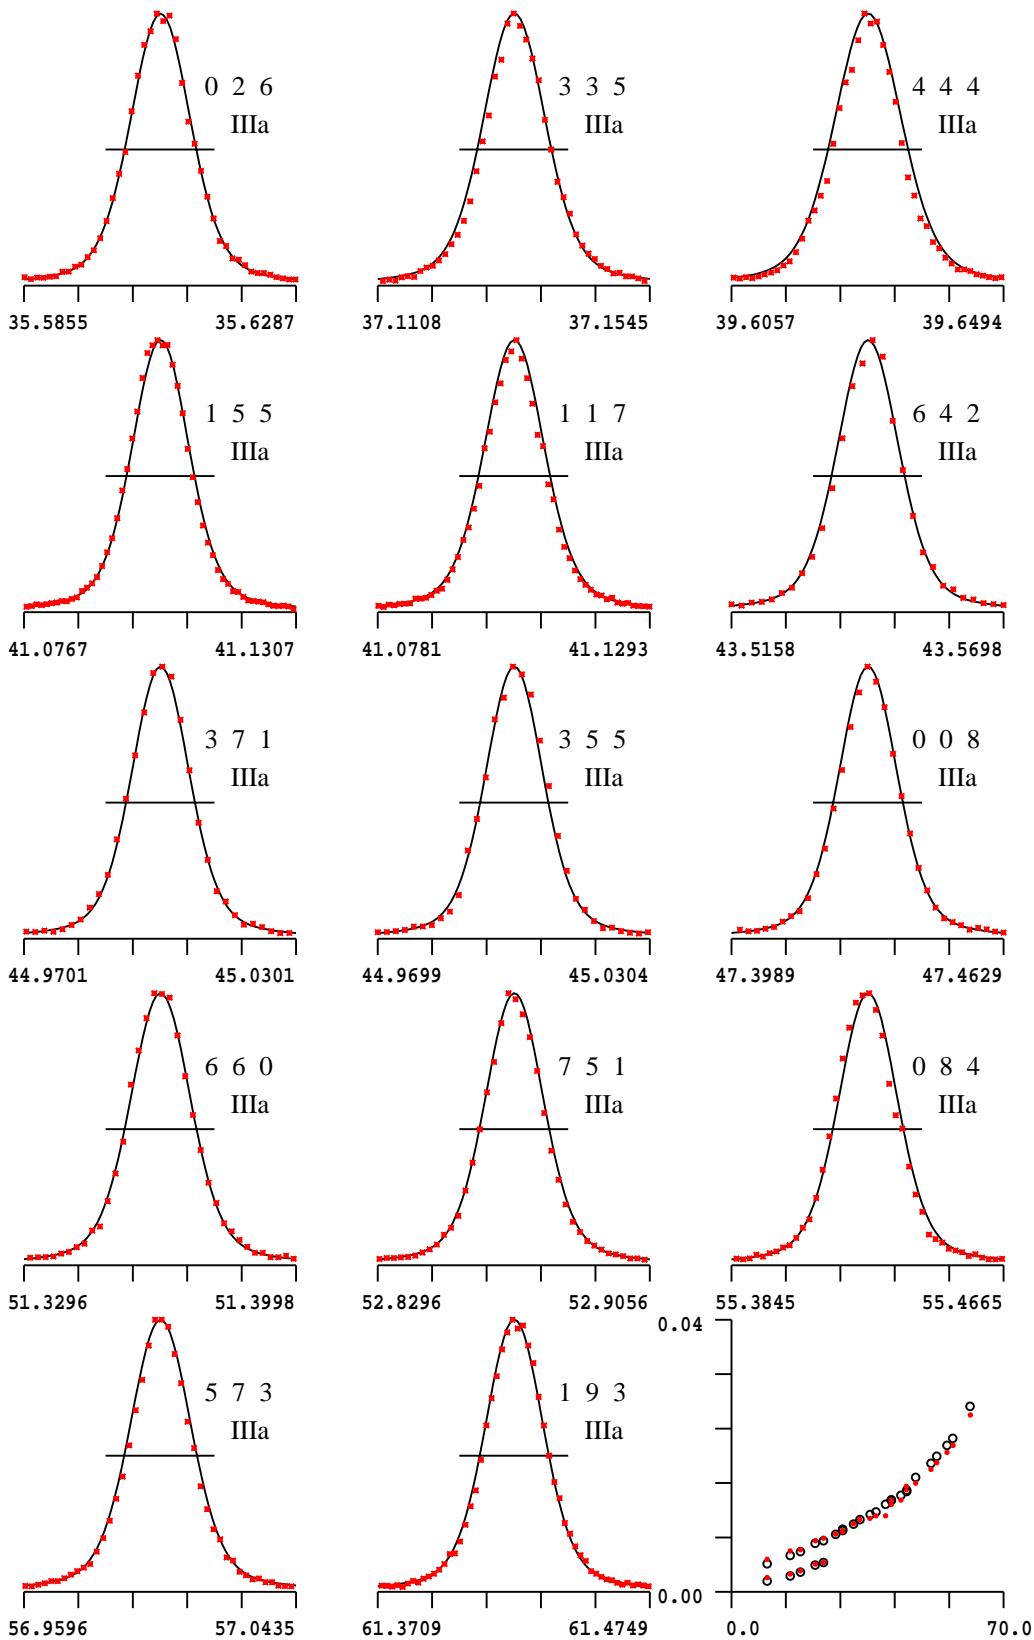 0 2 6
IIIa
35.5855 35.6287
3 3 5
IIIa
37.1108 37.1545
4 4 4
IIIa
39.6057 39.6494
1 5 5
IIIa
41.0767 41.1307
1 1 7
IIIa
41.0781 41.1293
6 4 2
IIIa
43.5158 43.5698
3 7 1
IIIa
44.9701 45.0301
3 5 5
IIIa
44.9699 45.0304
0 0 8
IIIa
47.3989 47.4629
6 6 0
IIIa
51.3296 51.3998
7 5 1
IIIa
52.8296 52.9056
0 8 4
IIIa
55.3845 55.4665
5 7 3
IIIa
56.9596 57.0435
1 9 3
IIIa
61.3709 61.4749
0.04
0.00
0.0 70.0